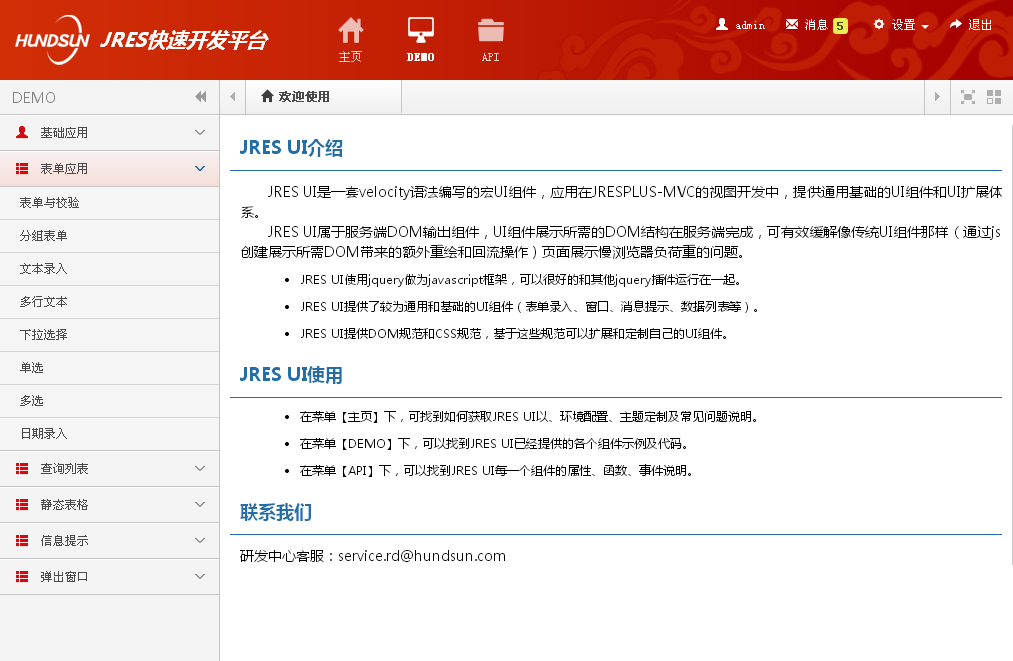 HUNDSUN JRES快速开发平台
主页
DEMO
API
admin
消息 5
设置
退出
DEMO
欢迎使用
基础应用
表单应用
表单与校验
分组表单
文本录入
多行文本
下拉选择
单选
多选
日期录入
查询列表
静态表格
信息提示
弹出窗口
JRES UI介绍
JRES UI是一套velocity语法编写的宏UI组件，应用在JRESPLUS-MVC的视图开发中，提供通用基础的UI组件和UI扩展体
系。
JRES UI属于服务端DOM输出组件，UI组件展示所需的DOM结构在服务端完成，可有效缓解像传统UI组件那样（通过js
创建展示所需DOM带来的额外重绘和回流操作）页面展示慢浏览器负荷重的问题。
• JRES UI使用jquery做为javascript框架，可以很好的和其他jquery插件运行在一起。
• JRES UI提供了较为通用和基础的UI组件（表单录入、窗口、消息提示、数据列表等）。
• JRES UI提供DOM规范和CSS规范，基于这些规范可以扩展和定制自己的UI组件。
JRES UI使用
• 在菜单【主页】下，可找到如何获取JRES UI以、环境配置、主题定制及常见问题说明。
• 在菜单【DEMO】下，可以找到JRES UI已经提供的各个组件示例及代码。
• 在菜单【API】下，可以找到JRES UI每一个组件的属性、函数、事件说明。
联系我们
研发中心客服：service.rd@hundsun.com